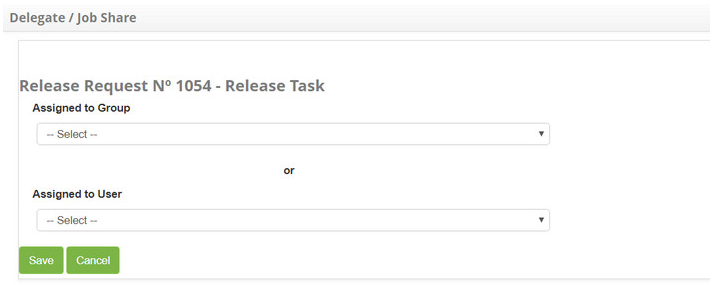 Delegate / Job Share
Release Request Nº 1054 - Release Task
Assigned to Group
-- Select --
or
Assigned to User
-- Select --
Save Cancel